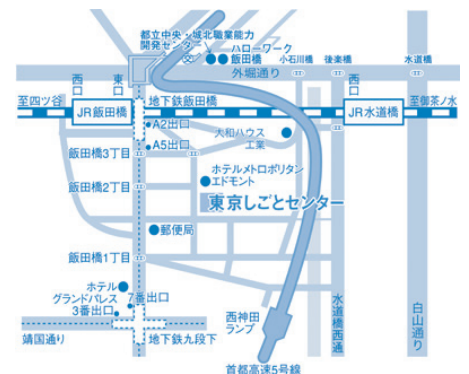 都立中央・城北職業能力
開発センター
ハローワーク
飯田橋
小石川橋
後楽橋
水道橋
外堀通り
西口
東口
西口
至四ツ谷
JR飯田橋
地下鉄飯田橋
JR水道橋
至御茶ノ水
A2出口
大和ハウス
工業
A5出口
飯田橋3丁目
ホテルメトロポリタン
エドモント
飯田橋2丁目
東京しごとセンター
郵便局
飯田橋1丁目
ホテル
グランドパレス
7番出口
3番出口
西神田
ランプ
水道橋西通り
白山通り
靖国通り
地下鉄九段下
首都高速5号線